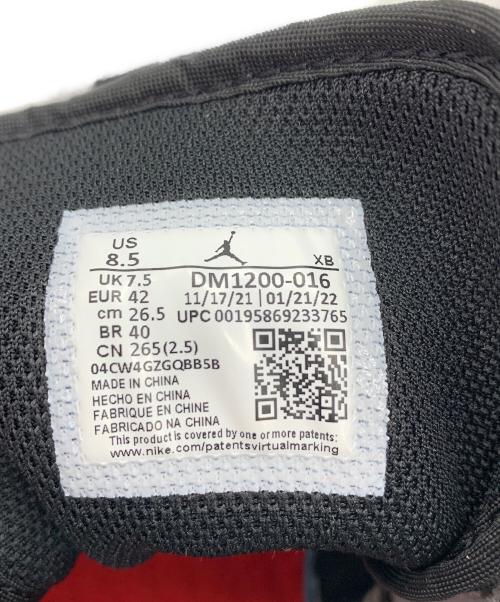 US
8.5 XB
UK 7.5 DM1200-016
EUR 42 11/17/21 | 01/21/22
cm 26.5 UPC 00195869233765
BR 40
CN 265(2.5)
04CW4GZGQBB5B
MADE IN CHINA
HECHO EN CHINA
FABRIQUE EN CHINE
FABRICADO NA CHINA
This product is covered by one or more patents:
www.nike.com/patentsvirtualmarking